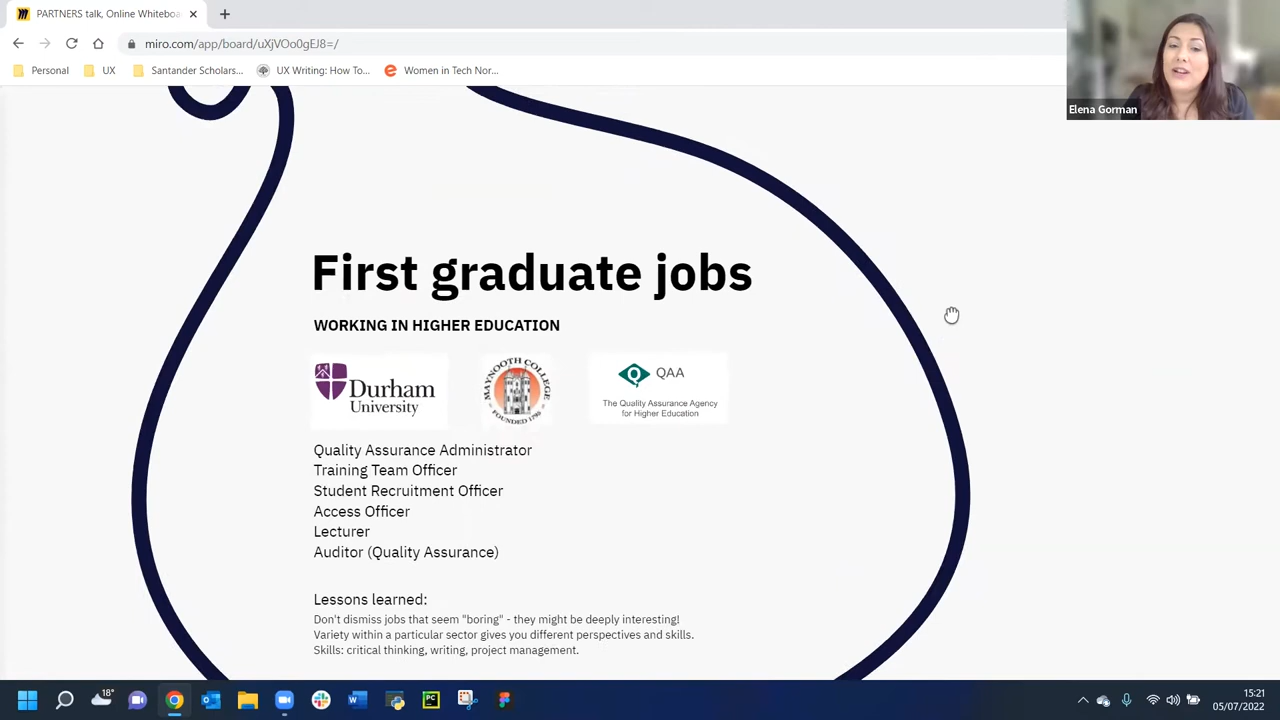 PARTNERS talk, Online Whiteboa
miro.com/app/board/uXjVOo0gEJ8=/
Personal
UX
Santander Scholars...
UX Writing: How To...
Women in Tech Nor...
Elena Gorman
First graduate jobs
WORKING IN HIGHER EDUCATION
Durham
University
MAYNOOTH COLLEGE
FOUNDED 1795
QAA
The Quality Assurance Agency
for Higher Education
Quality Assurance Administrator
Training Team Officer
Student Recruitment Officer
Access Officer
Lecturer
Auditor (Quality Assurance)
Lessons learned:
Don't dismiss jobs that seem "boring" - they might be deeply interesting!
Variety within a particular sector gives you different perspectives and skills.
Skills: critical thinking, writing, project management.
18°
15:21
05/07/2022